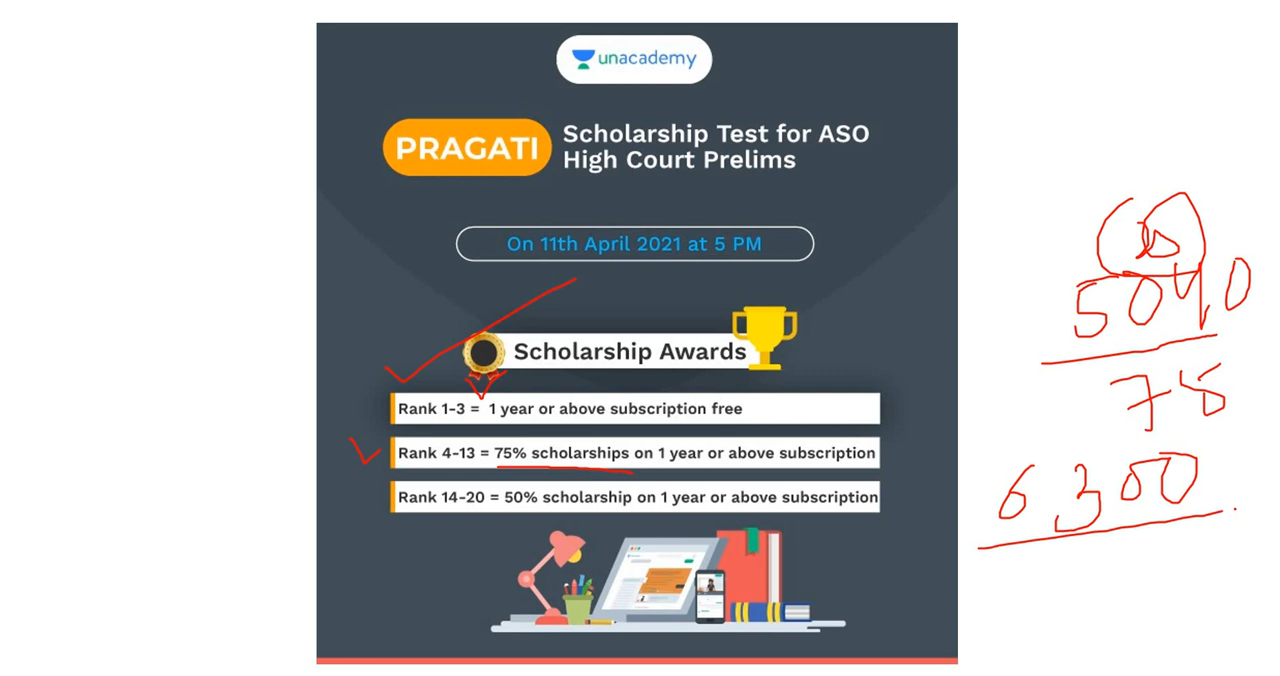 unacademy
PRAGATI
Scholarship Test for ASO
High Court Prelims
On 11th April 2021 at 5 PM
Scholarship Awards
Rank 1-3 = 1 year or above subscription free
Rank 4-13 = 75% scholarships on 1 year or above subscription
Rank 14-20 = 50% scholarship on 1 year or above subscription
5040
75
6300